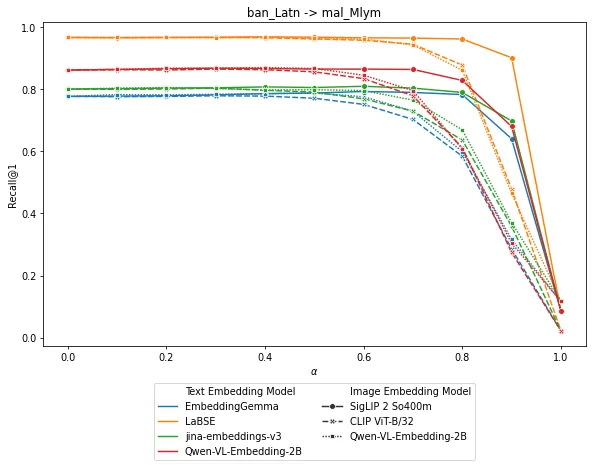 ban_Latn -> mal_Mlym
Recall@1
1.0
0.8
0.6
0.4
0.2
0.0
0.0 0.2 0.4 0.6 0.8 1.0
α
Text Embedding Model
EmbeddingGemma
LaBSE
jina-embeddings-v3
Qwen-VL-Embedding-2B
Image Embedding Model
SigLIP 2 So400m
CLIP ViT-B/32
Qwen-VL-Embedding-2B